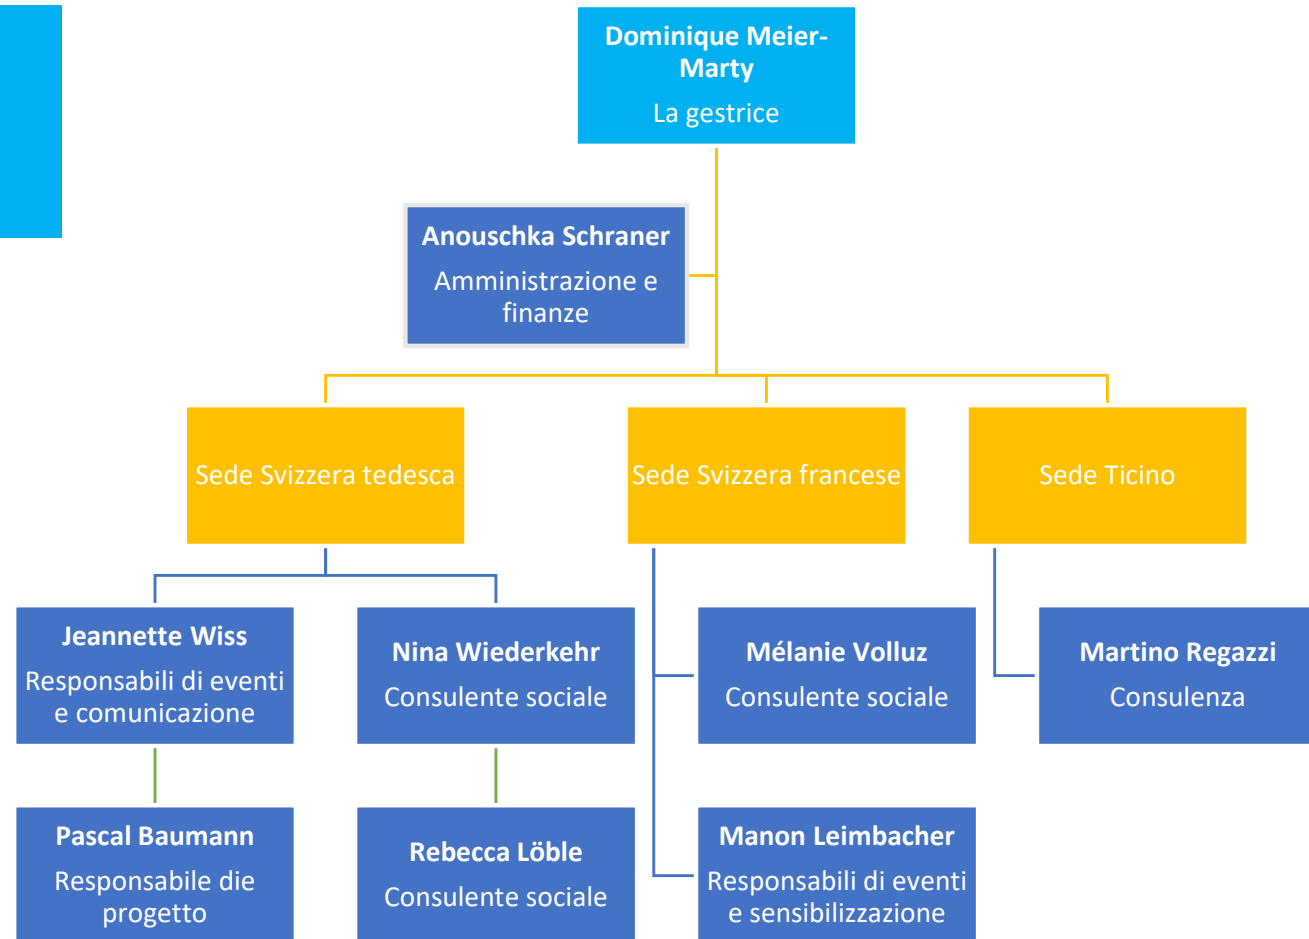 Dominique Meier-
Marty
La gestrice
Anouschka Schraner
Amministrazione e
finanze
Sede Svizzera tedesca
Sede Svizzera francese
Sede Ticino
Jeannette Wiss
Responsabili di eventi
e comunicazione
Nina Wiederkehr
Consulente sociale
Mélanie Volluz
Consulente sociale
Martino Regazzi
Consulenza
Pascal Baumann
Responsabile die
progetto
Rebecca Löble
Consulente sociale
Manon Leimbacher
Responsabili di eventi
e sensibilizzazione